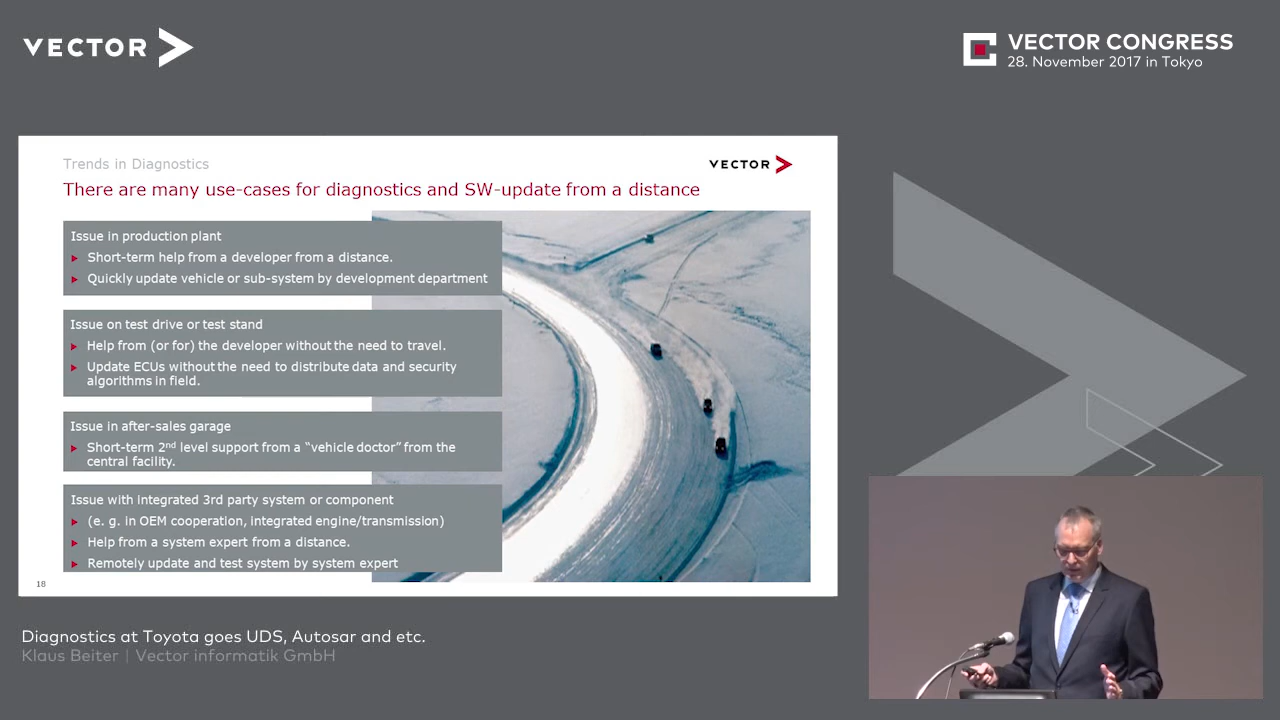 VECTOR
VECTOR CONGRESS
28. November 2017 in Tokyo
Trends in Diagnostics
VECTOR
There are many use-cases for diagnostics and SW-update from a distance
Issue in production plant
Short-term help from a developer from a distance.
Quickly update vehicle or sub-system by development department
Issue on test drive or test stand
Help from (or for) the developer without the need to travel.
Update ECUs without the need to distribute data and security
algorithms in field.
Issue in after-sales garage
Short-term 2nd level support from a “vehicle doctor” from the
central facility.
Issue with integrated 3rd party system or component
(e. g. in OEM cooperation, integrated engine/transmission)
Help from a system expert from a distance.
Remotely update and test system by system expert
18
Diagnostics at Toyota goes UDS, Autosar and etc.
Klaus Beiter | Vector informatik GmbH